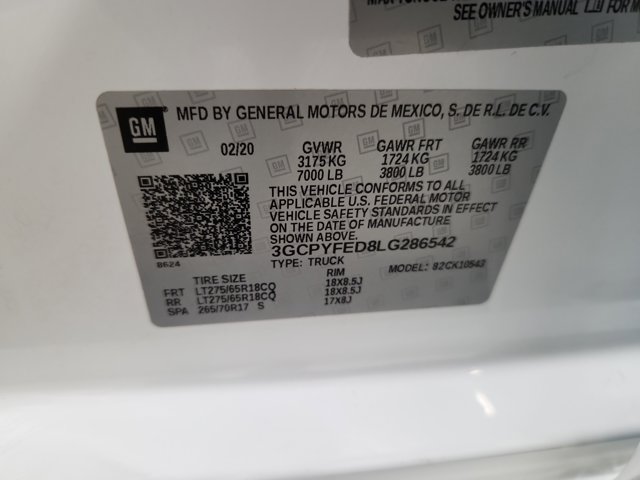 SEE OWNER'S MANUAL
GM
MFD BY GENERAL MOTORS DE MEXICO, S. DE R.L. DE C.V.
02/20 GVWR GAWR FRT GAWR RR
3175 KG 1724 KG 1724 KG
7000 LB 3800 LB 3800 LB
THIS VEHICLE CONFORMS TO ALL
APPLICABLE U.S. FEDERAL MOTOR
VEHICLE SAFETY STANDARDS IN EFFECT
ON THE DATE OF MANUFACTURE
SHOWN ABOVE.
3GCPYFED8LG286542
8624 TYPE: TRUCK MODEL: 82CK10543
TIRE SIZE RIM
FRT LT275/65R18CQ 18X8.5J
RR LT275/65R18CQ 18X8.5J
SPA 265/70R17 S 17X8J